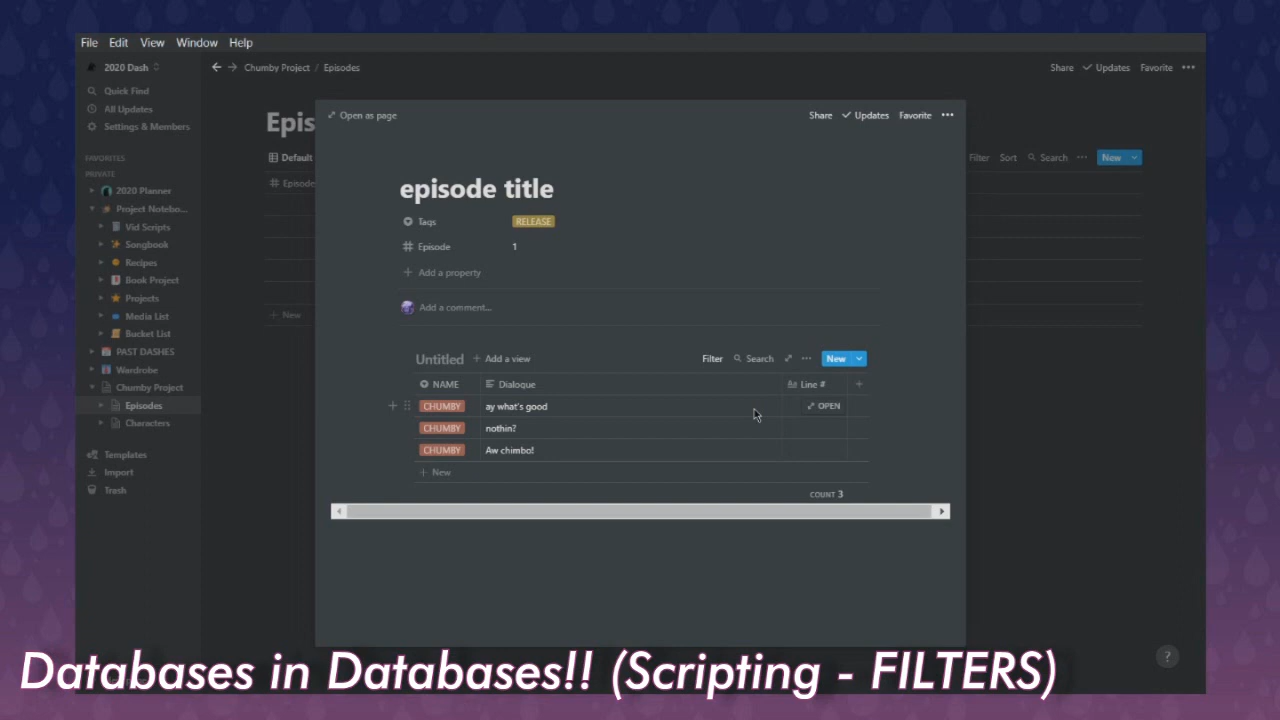 File Edit View Window Help
2020 Dash
Chumby Project / Episodes
Share Updates Favorite
Quick Find
All Updates
Settings & Members
FAVORITES
PRIVATE
2020 Planner
Project Notebo...
Vid Scripts
Songbook
Recipes
Book Project
Projects
Media List
Bucket List
PAST DASHES
Wardrobe
Chumby Project
Episodes
Characters
Templates
Import
Trash
Epis
Default
Filter Sort Search New
Episode
New
Open as page
Share Updates Favorite
episode title
Tags RELEASE
Episode 1
Add a property
Add a comment...
Untitled Add a view Filter Search New
NAME Dialogue Line #
CHUMBY ay what's good OPEN
CHUMBY nothin?
CHUMBY Aw chimbo!
New
COUNT 3
?
Databases in Databases!! (Scripting - FILTERS)